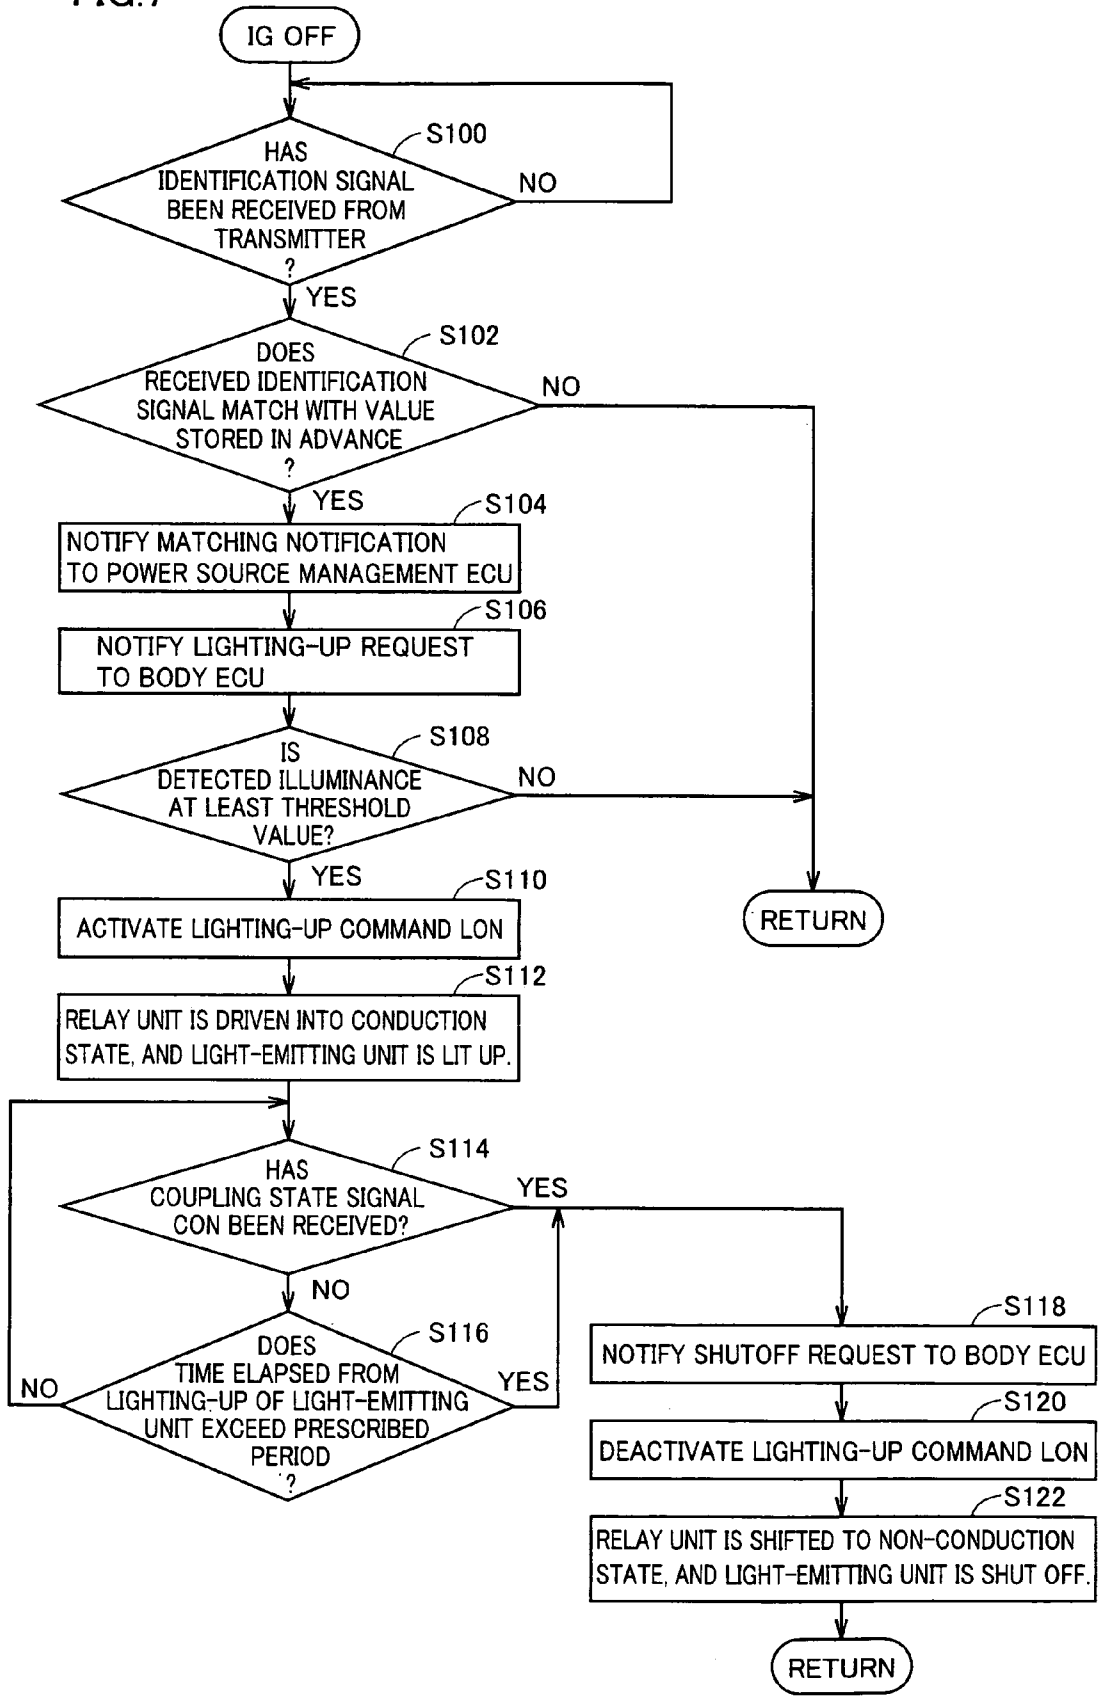 FIG.7
IG OFF
S100
HAS
IDENTIFICATION SIGNAL
BEEN RECEIVED FROM
TRANSMITTER
?
NO
YES
S102
DOES
RECEIVED IDENTIFICATION
SIGNAL MATCH WITH VALUE
STORED IN ADVANCE
?
NO
YES
S104
NOTIFY MATCHING NOTIFICATION
TO POWER SOURCE MANAGEMENT ECU
S106
NOTIFY LIGHTING-UP REQUEST
TO BODY ECU
S108
IS
DETECTED ILLUMINANCE
AT LEAST THRESHOLD
VALUE?
NO
YES
RETURN
S110
ACTIVATE LIGHTING-UP COMMAND LON
S112
RELAY UNIT IS DRIVEN INTO CONDUCTION
STATE, AND LIGHT-EMITTING UNIT IS LIT UP.
S114
HAS
COUPLING STATE SIGNAL
CON BEEN RECEIVED?
YES
NO
S116
DOES
TIME ELAPSED FROM
LIGHTING-UP OF LIGHT-EMITTING
UNIT EXCEED PRESCRIBED
PERIOD
?
NO
YES
S118
NOTIFY SHUTOFF REQUEST TO BODY ECU
S120
DEACTIVATE LIGHTING-UP COMMAND LON
S122
RELAY UNIT IS SHIFTED TO NON-CONDUCTION
STATE, AND LIGHT-EMITTING UNIT IS SHUT OFF.
RETURN